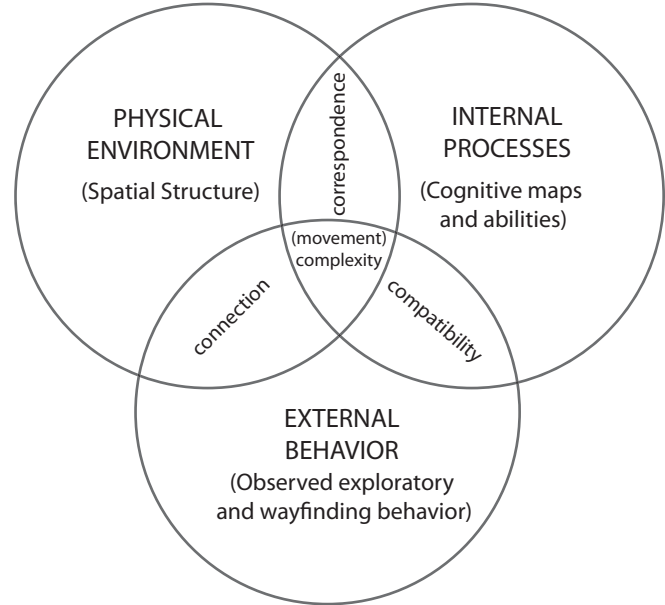 PHYSICAL
ENVIRONMENT
(Spatial Structure)
correspondence
INTERNAL
PROCESSES
(Cognitive maps
and abilities)
(movement)
complexity
connection
compatibility
EXTERNAL
BEHAVIOR
(Observed exploratory
and wayfinding behavior)